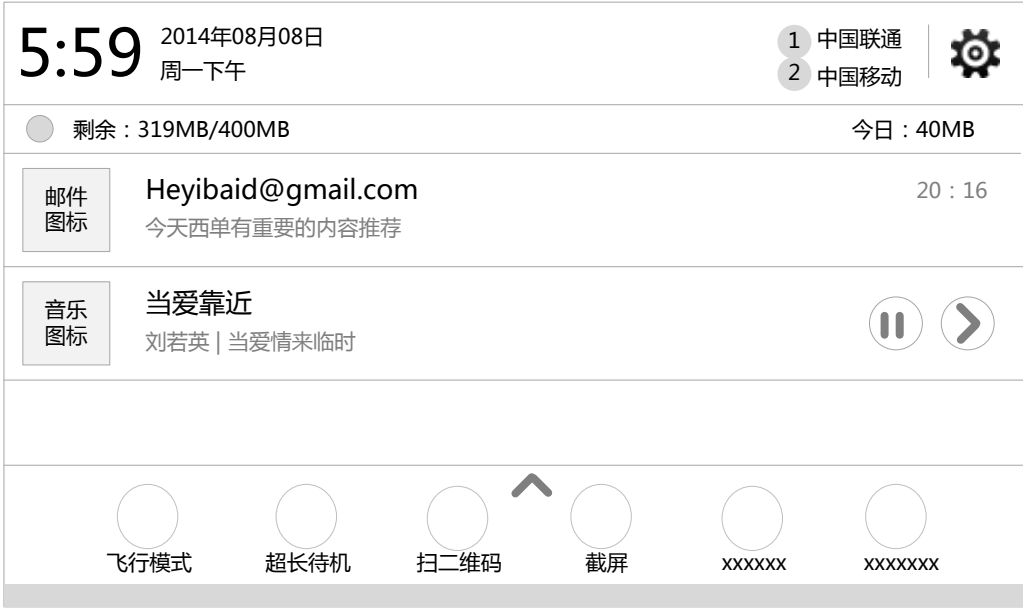 5:59
2014年08月08日
周一下午
1 中国联通
2 中国移动
剩余：319MB/400MB
今日：40MB
邮件
图标
Heyibaid@gmail.com
20：16
今天西单有重要的内容推荐
音乐
图标
当爱靠近
刘若英 | 当爱情来临时
飞行模式
超长待机
扫二维码
截屏
xxxxxx
xxxxxxx